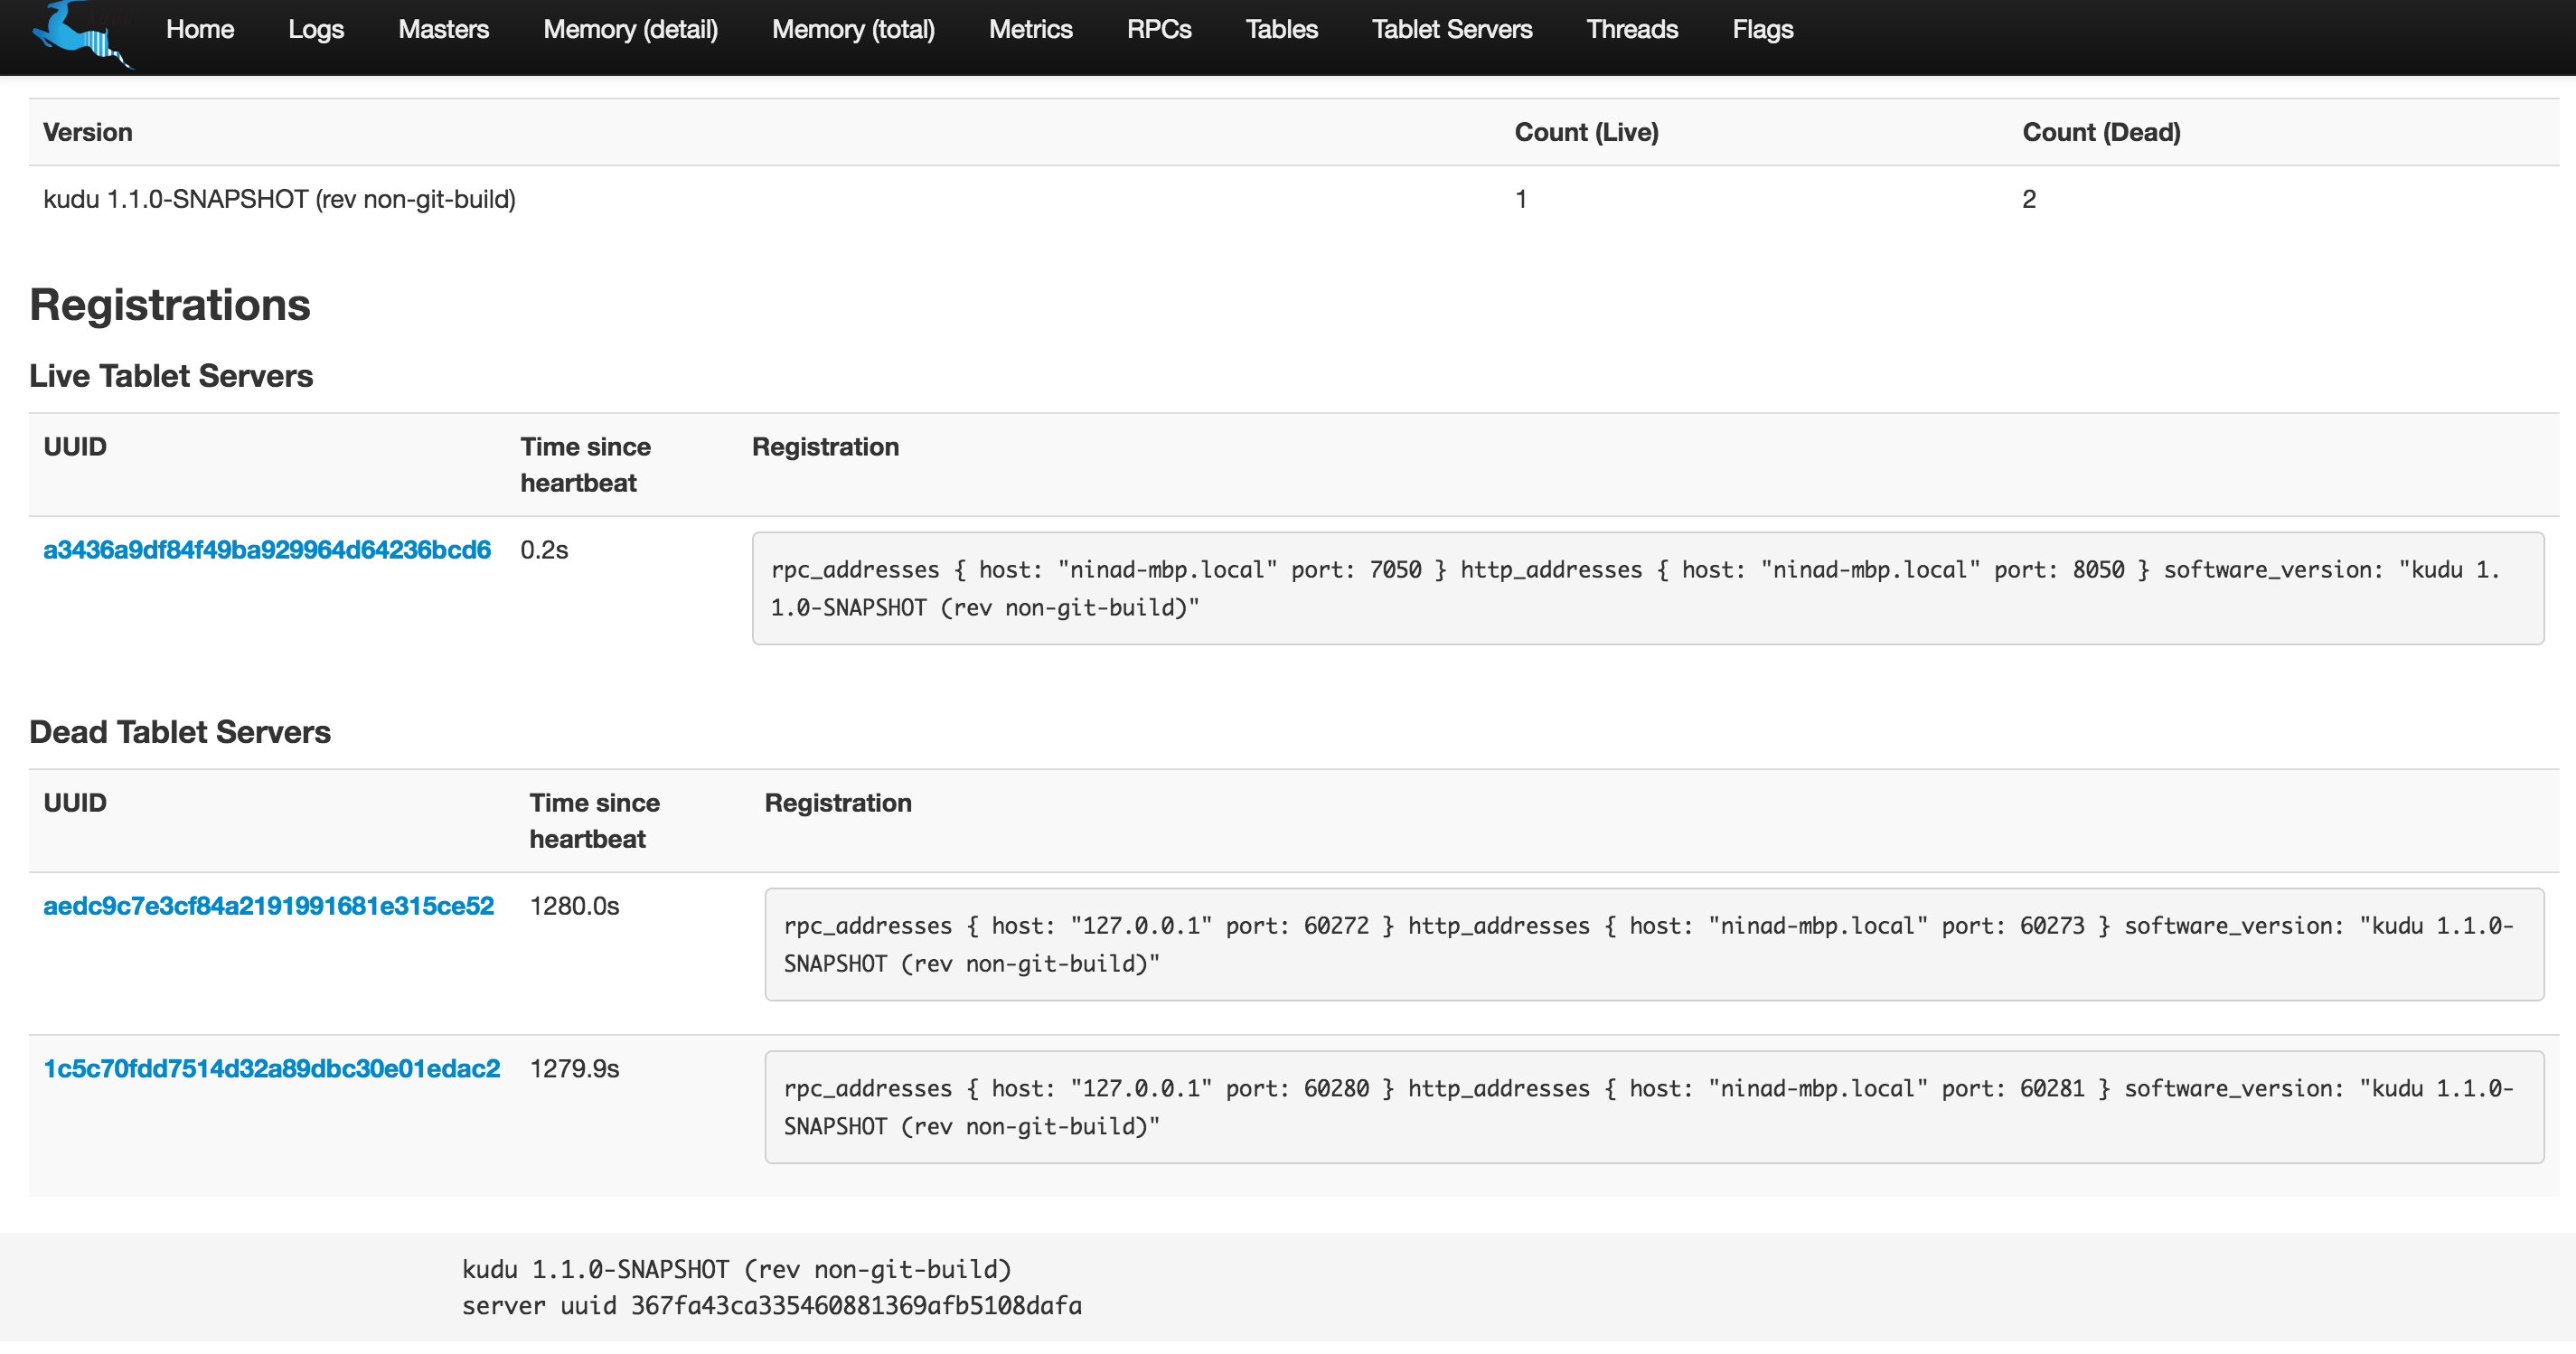 Home Logs Masters Memory (detail) Memory (total) Metrics RPCs Tables Tablet Servers Threads Flags
Version Count (Live) Count (Dead)
kudu 1.1.0-SNAPSHOT (rev non-git-build) 1 2
Registrations
Live Tablet Servers
UUID Time since heartbeat Registration
a3436a9df84f49ba929964d64236bcd6 0.2s
rpc_addresses { host: "ninad-mbp.local" port: 7050 } http_addresses { host: "ninad-mbp.local" port: 8050 } software_version: "kudu 1.
1.0-SNAPSHOT (rev non-git-build)"
Dead Tablet Servers
UUID Time since heartbeat Registration
aedc9c7e3cf84a2191991681e315ce52 1280.0s
rpc_addresses { host: "127.0.0.1" port: 60272 } http_addresses { host: "ninad-mbp.local" port: 60273 } software_version: "kudu 1.1.0-
SNAPSHOT (rev non-git-build)"
1c5c70fdd7514d32a89dbc30e01edac2 1279.9s
rpc_addresses { host: "127.0.0.1" port: 60280 } http_addresses { host: "ninad-mbp.local" port: 60281 } software_version: "kudu 1.1.0-
SNAPSHOT (rev non-git-build)"
kudu 1.1.0-SNAPSHOT (rev non-git-build)
server uuid 367fa43ca335460881369afb5108dafa